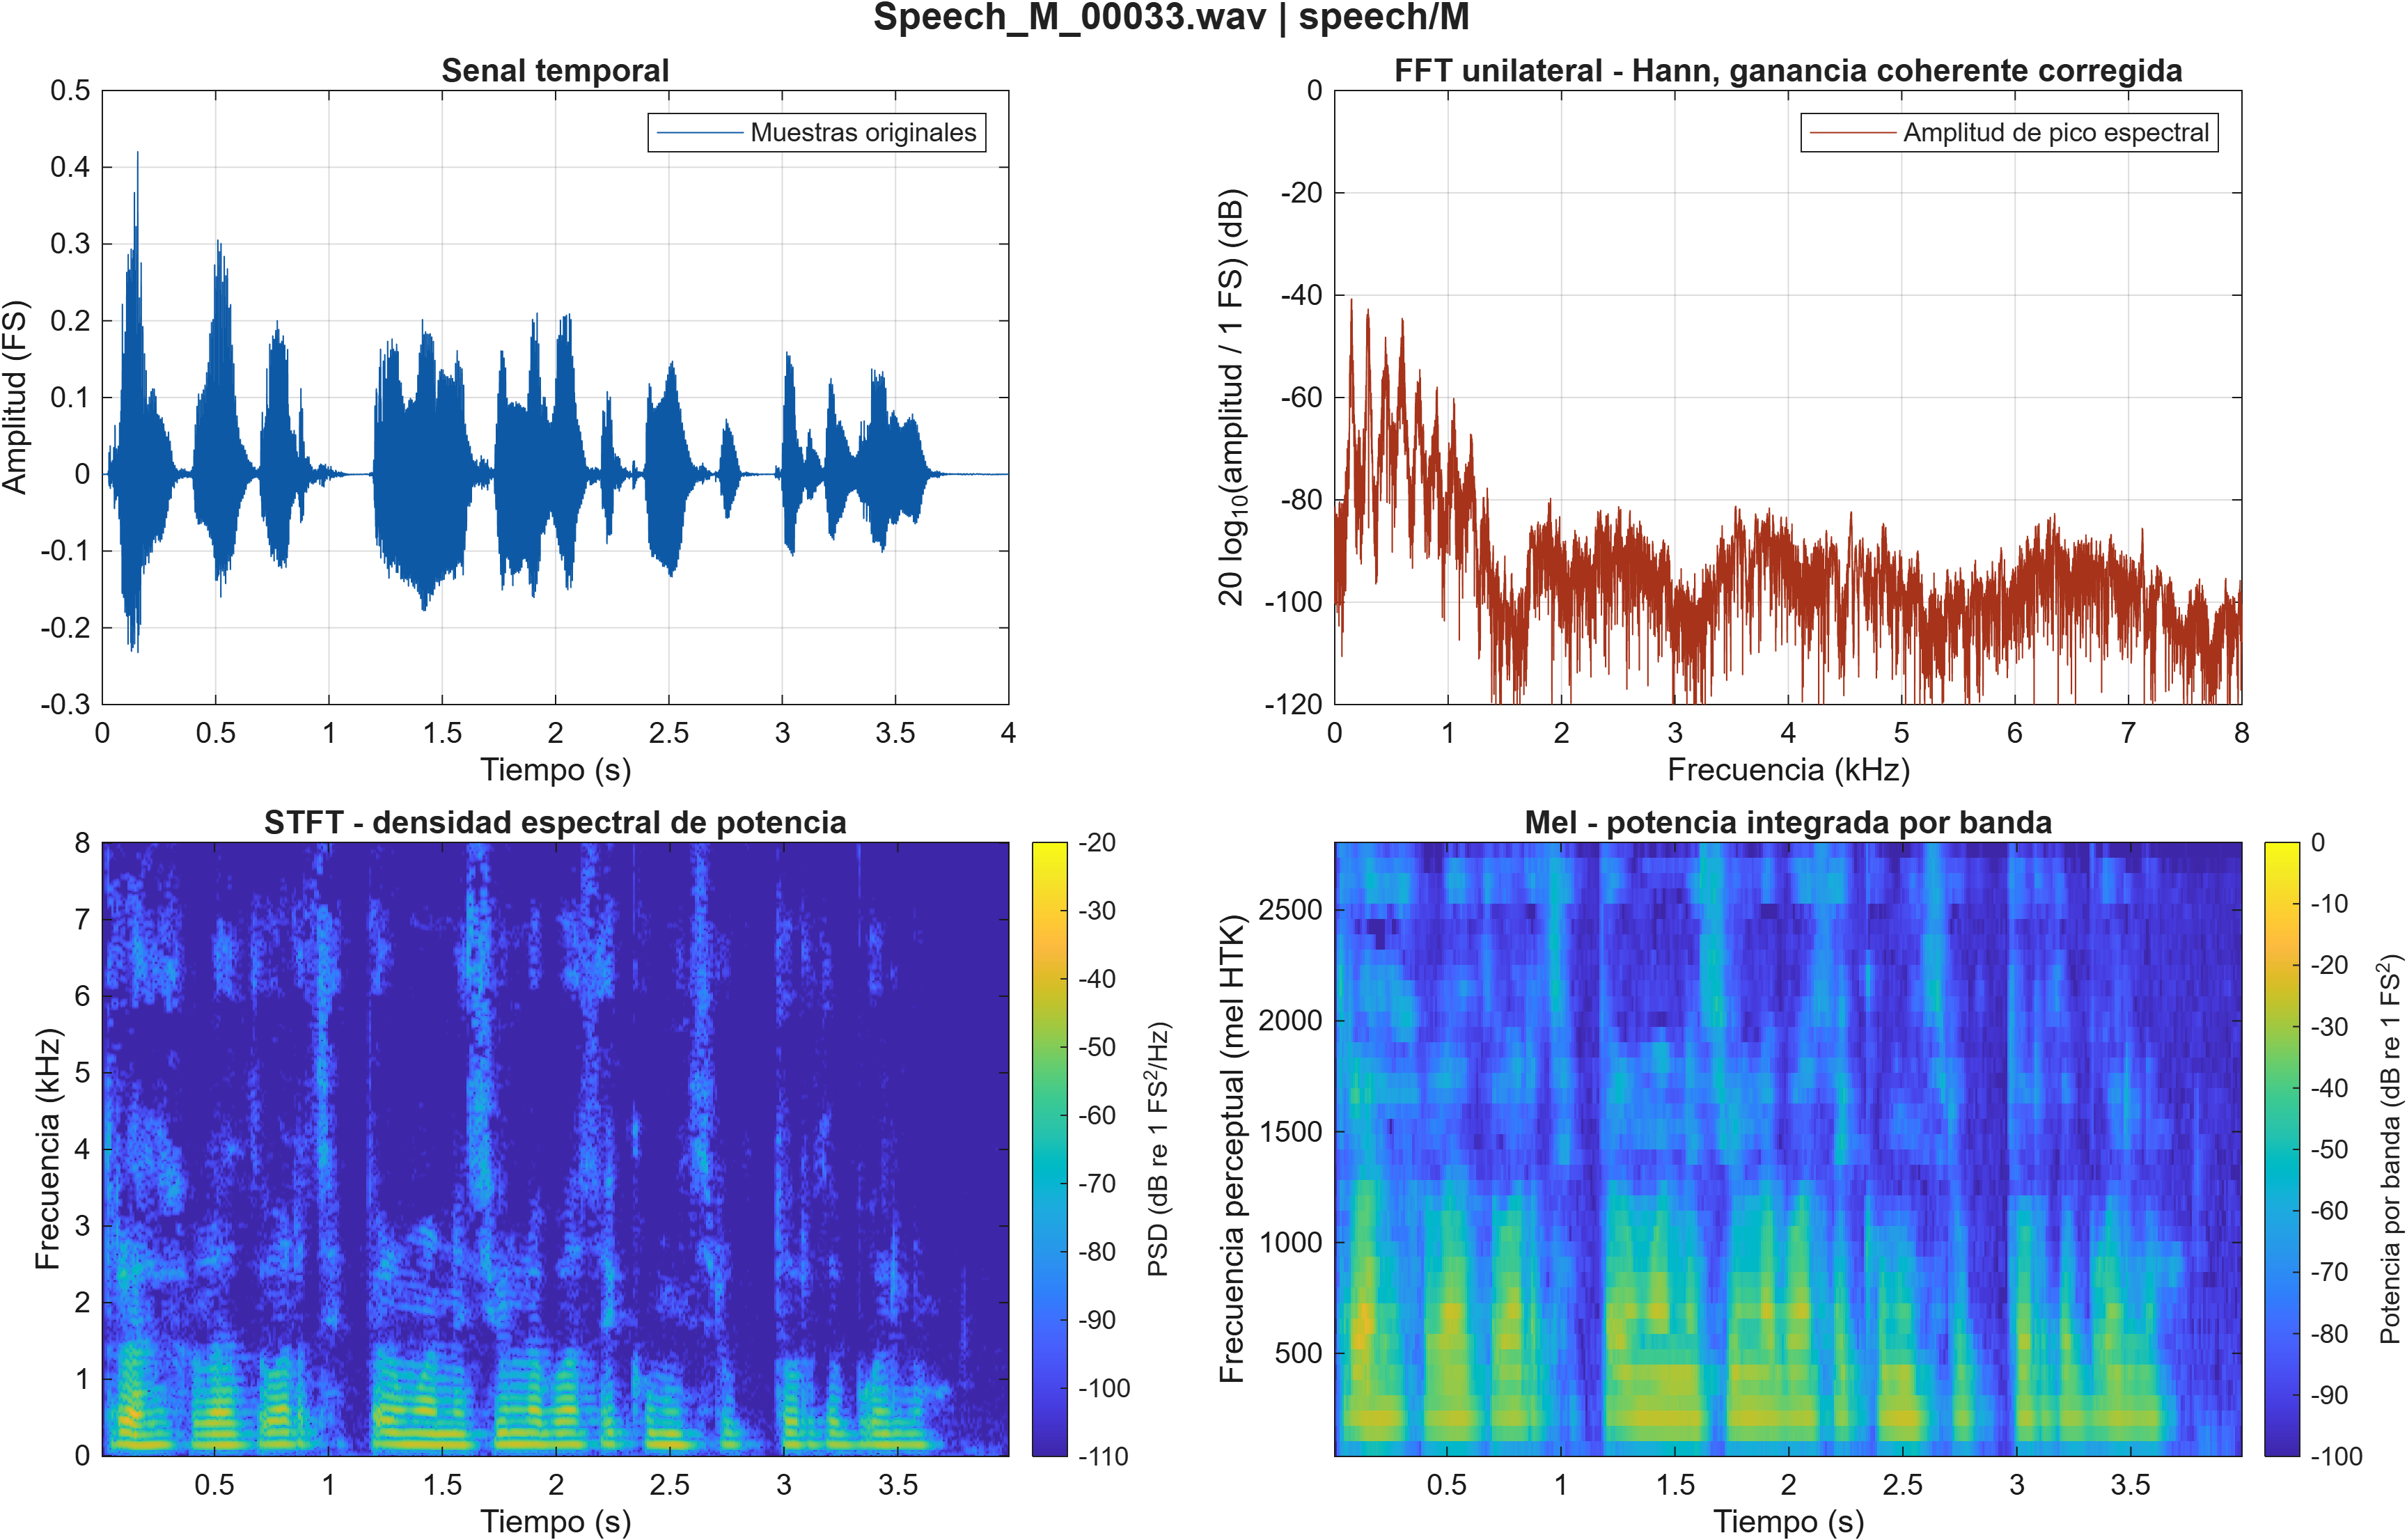 Speech_M_00033.wav | speech/M
Senal temporal
0.5
0.4
0.3
0.2
0.1
0
-0.1
-0.2
-0.3
Amplitud (FS)
Muestras originales
0 0.5 1 1.5 2 2.5 3 3.5 4
Tiempo (s)
FFT unilateral - Hann, ganancia coherente corregida
0
-20
-40
-60
-80
-100
-120
20 log₁₀(amplitud / 1 FS) (dB)
Amplitud de pico espectral
0 1 2 3 4 5 6 7 8
Frecuencia (kHz)
STFT - densidad espectral de potencia
8
7
6
5
4
3
2
1
0
Frecuencia (kHz)
0.5 1 1.5 2 2.5 3 3.5
Tiempo (s)
-20
-30
-40
-50
-60
-70
-80
-90
-100
-110
PSD (dB re 1 FS²/Hz)
Mel - potencia integrada por banda
2500
2000
1500
1000
500
Frecuencia perceptual (mel HTK)
0.5 1 1.5 2 2.5 3 3.5
Tiempo (s)
0
-10
-20
-30
-40
-50
-60
-70
-80
-90
-100
Potencia por banda (dB re 1 FS²)